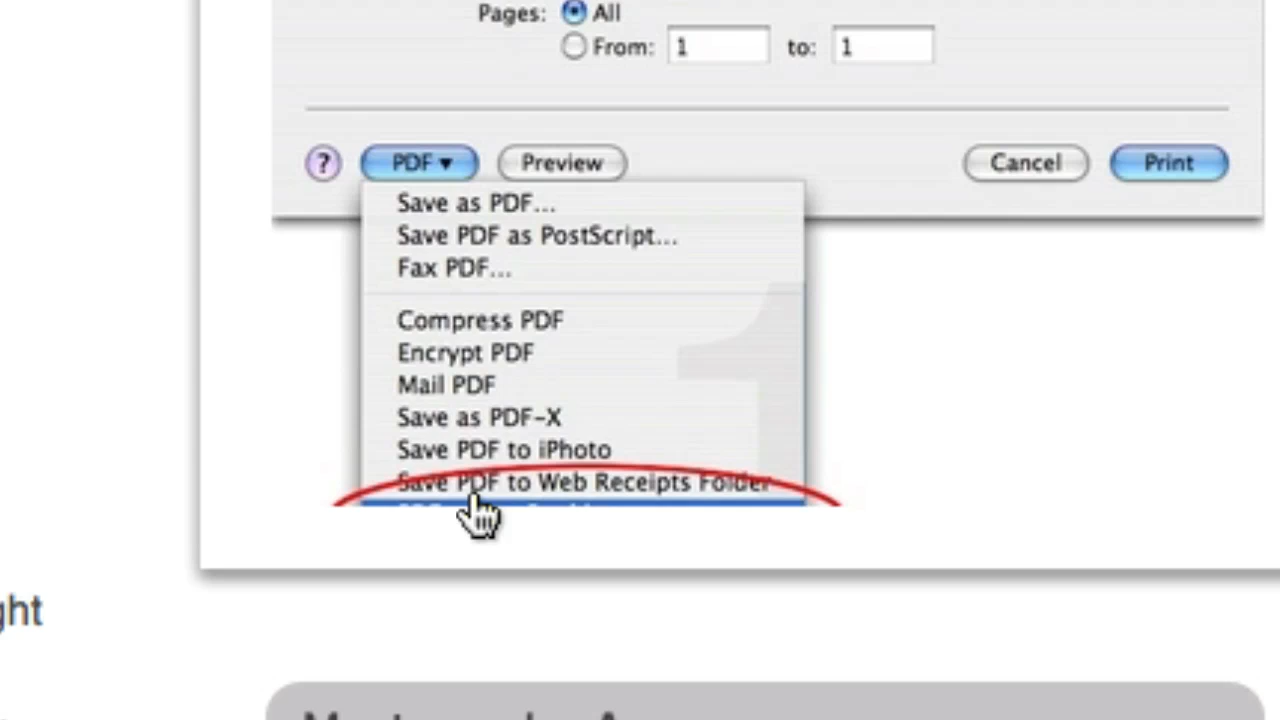 Pages: All
From: 1 to: 1
? PDF ▼ Preview Cancel Print
Save as PDF...
Save PDF as PostScript...
Fax PDF...
1
Compress PDF
Encrypt PDF
Mail PDF
Save as PDF-X
Save PDF to iPhoto
Save PDF to Web Receipts Folder
ght